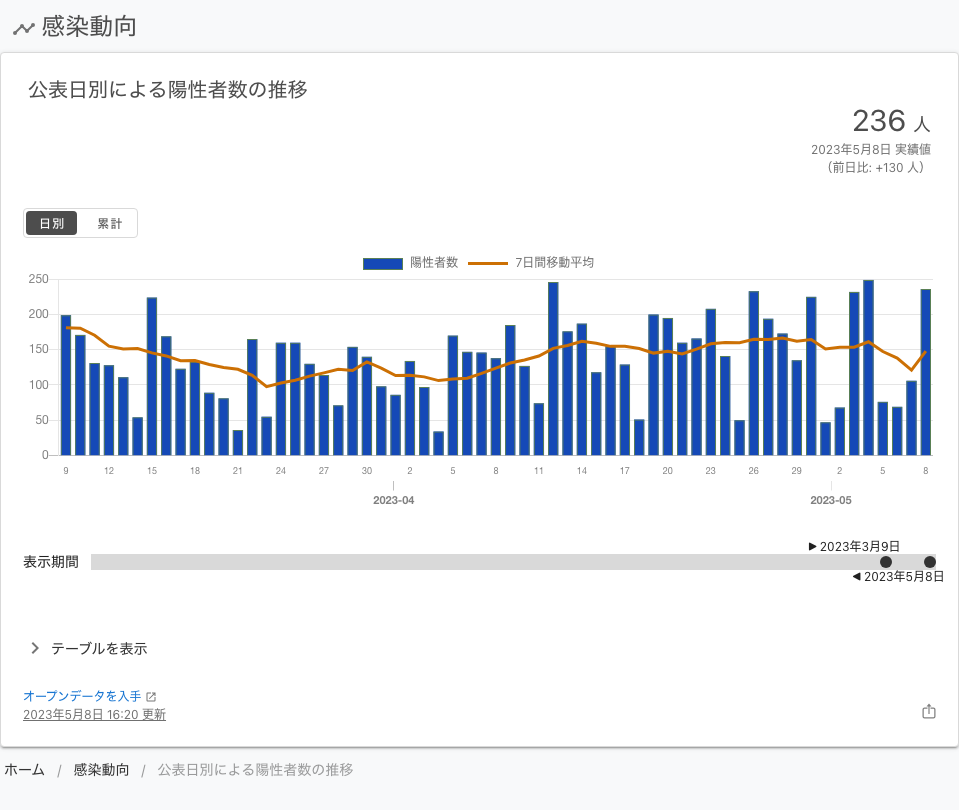 感染動向
公表日別による陽性者数の推移
236 人
2023年5月8日 実績値
（前日比: +130 人）
日別 累計
陽性者数 7日間移動平均
250
200
150
100
50
0
9 12 15 18 21 24 27 30 2 5 8 11 14 17 20 23 26 29 2 5 8
2023-04 2023-05
2023年3月9日
表示期間
2023年5月8日
テーブルを表示
オープンデータを入手
2023年5月8日 16:20 更新
ホーム / 感染動向 / 公表日別による陽性者数の推移